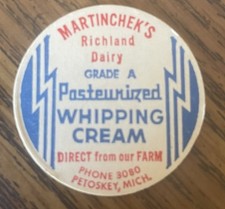 MARTINCHEK'S
Richland
Dairy
GRADE A
Pasteurized
WHIPPING
CREAM
DIRECT from our FARM
PHONE 3080
PETOSKEY, MICH.